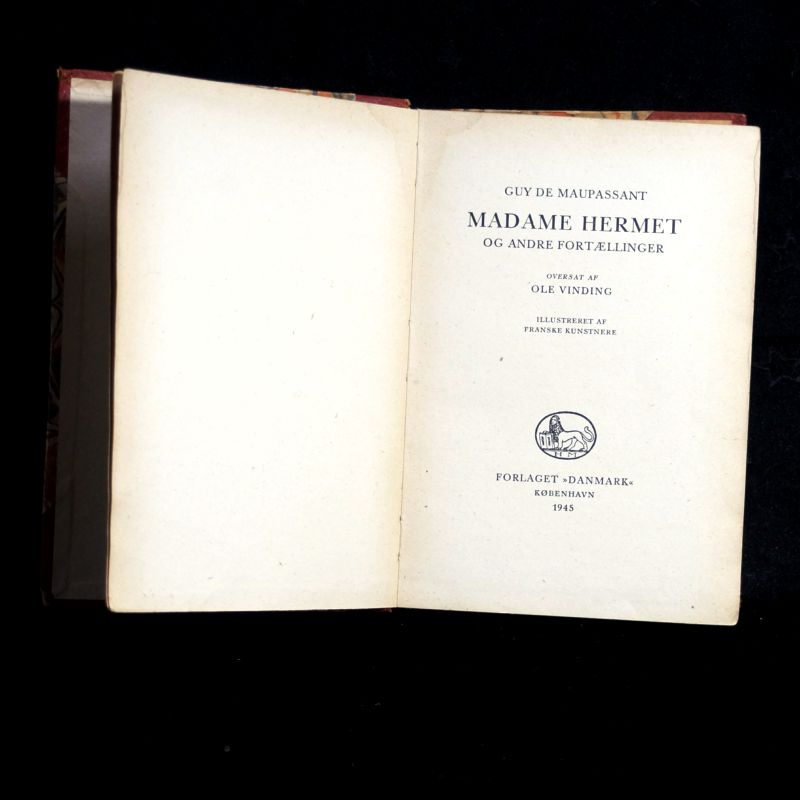 GUY DE MAUPASSANT
MADAME HERMET
OG ANDRE FORTÆLLINGER
OVERSAT AF
OLE VINDING
ILLUSTRERET AF
FRANSKE KUNSTNERE
H M
FORLAGET »DANMARK«
KØBENHAVN
1945